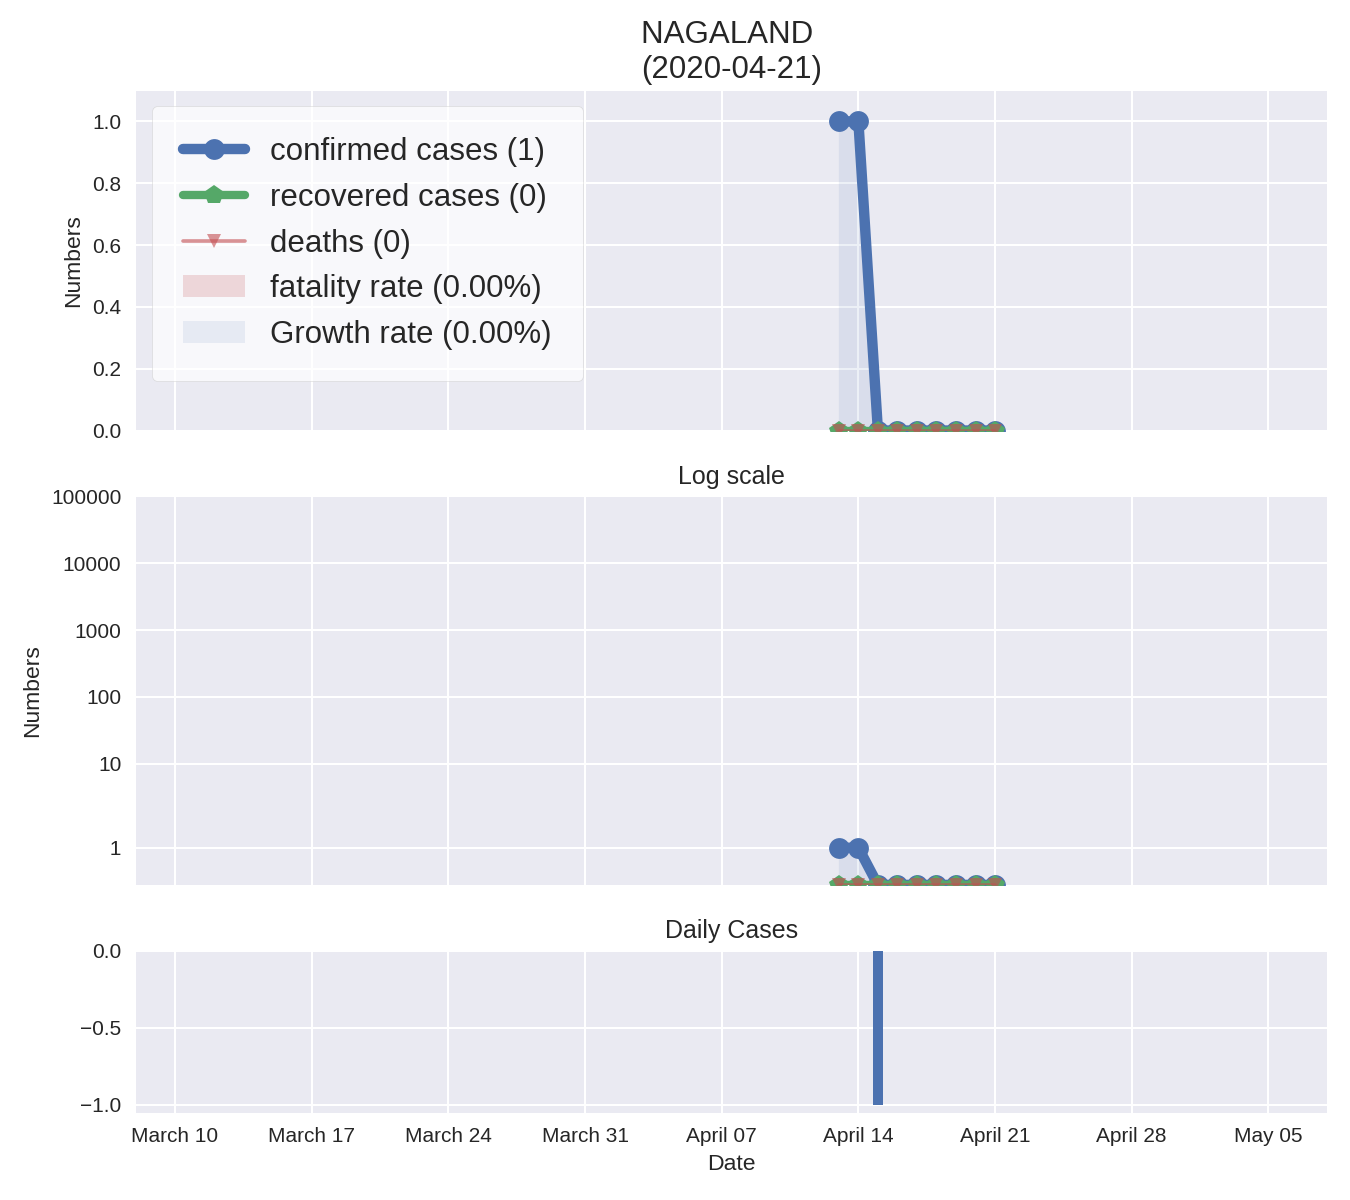 NAGALAND
(2020-04-21)
1.0
0.8
0.6
0.4
0.2
0.0
Numbers
confirmed cases (1)
recovered cases (0)
deaths (0)
fatality rate (0.00%)
Growth rate (0.00%)
Log scale
100000
10000
1000
100
10
1
Numbers
Daily Cases
0.0
−0.5
−1.0
March 10 March 17 March 24 March 31 April 07 April 14 April 21 April 28 May 05
Date